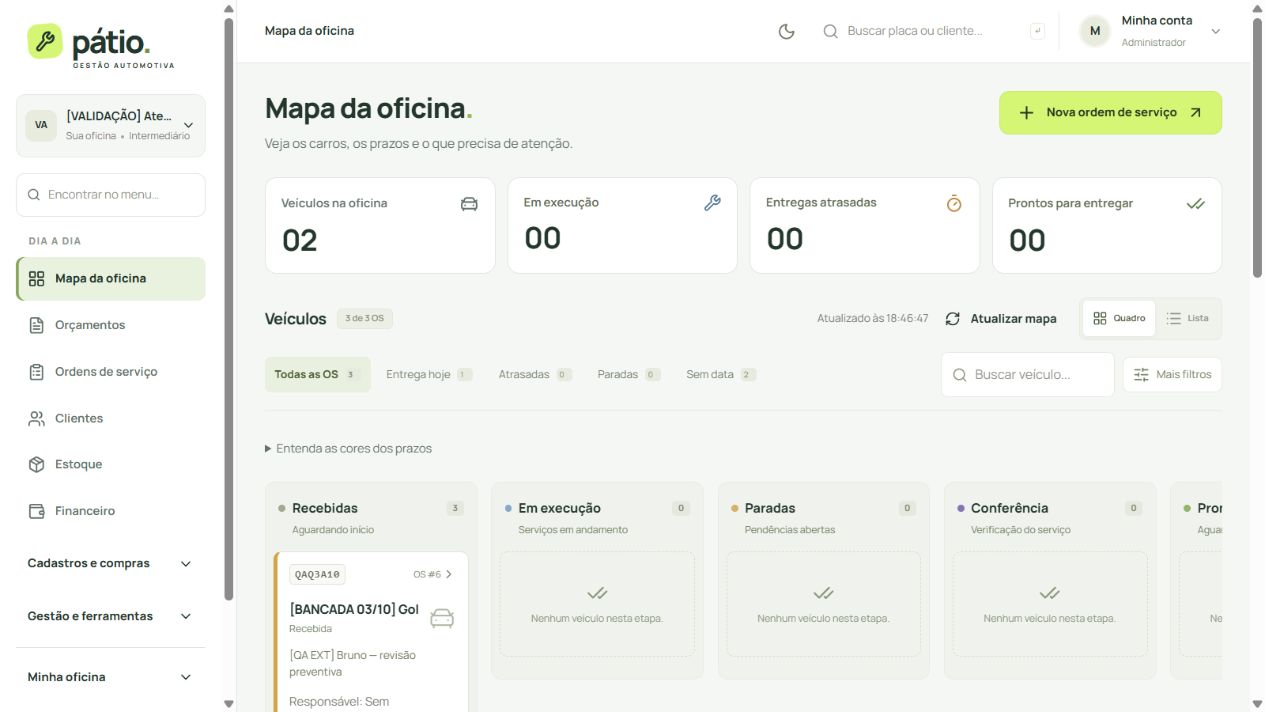 pátio.
GESTÃO AUTOMOTIVA
VA
[VALIDAÇÃO] Ate...
Sua oficina • Intermediário
Encontrar no menu...
DIA A DIA
Mapa da oficina
Orçamentos
Ordens de serviço
Clientes
Estoque
Financeiro
Cadastros e compras
Gestão e ferramentas
Minha oficina
Mapa da oficina
Buscar placa ou cliente...
M
Minha conta
Administrador
Mapa da oficina.
Veja os carros, os prazos e o que precisa de atenção.
Nova ordem de serviço
Veículos na oficina
02
Em execução
00
Entregas atrasadas
00
Prontos para entregar
00
Veículos
3 de 3 OS
Atualizado às 18:46:47
Atualizar mapa
Quadro
Lista
Todas as OS 3
Entrega hoje 1
Atrasadas 0
Paradas 0
Sem data 2
Buscar veículo...
Mais filtros
Entenda as cores dos prazos
Recebidas 3
Aguardando início
QAQ3A10
OS #6
[BANCADA 03/10] Gol
Recebida
[QA EXT] Bruno — revisão
preventiva
Responsável: Sem
Em execução 0
Serviços em andamento
Nenhum veículo nesta etapa.
Paradas 0
Pendências abertas
Nenhum veículo nesta etapa.
Conferência 0
Verificação do serviço
Nenhum veículo nesta etapa.
Pror
Aguar
Ne